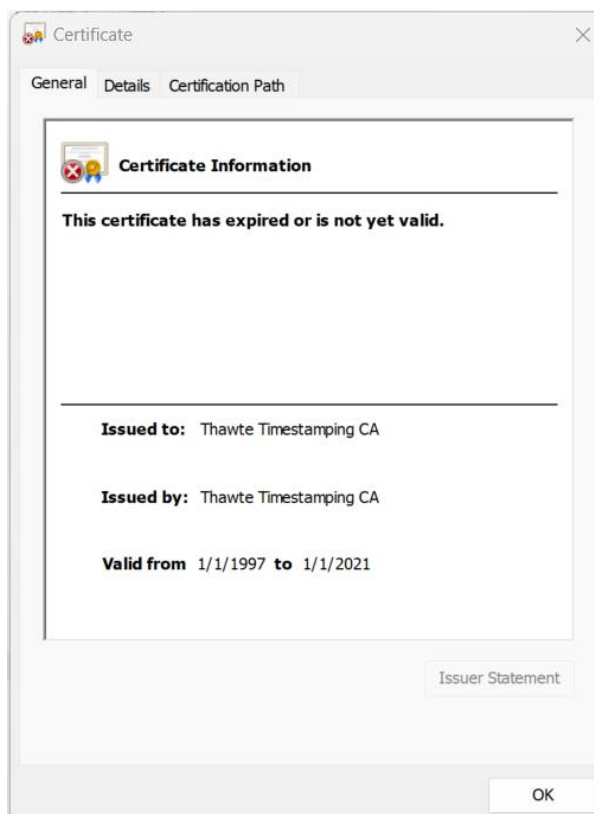 Certificate
General Details Certification Path
Certificate Information
This certificate has expired or is not yet valid.
Issued to: Thawte Timestamping CA
Issued by: Thawte Timestamping CA
Valid from 1/1/1997 to 1/1/2021
Issuer Statement
OK